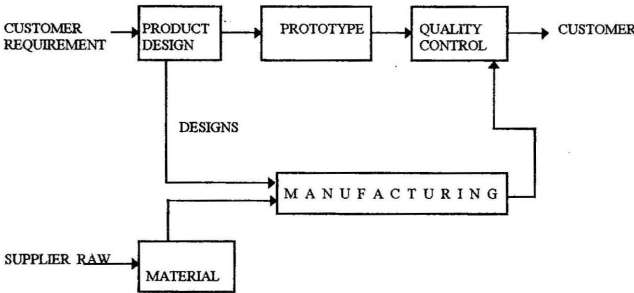 CUSTOMER
REQUIREMENT
PRODUCT
DESIGN
PROTOTYPE
QUALITY
CONTROL
CUSTOMER
DESIGNS
M A N U F A C T U R I N G
SUPPLIER RAW
MATERIAL